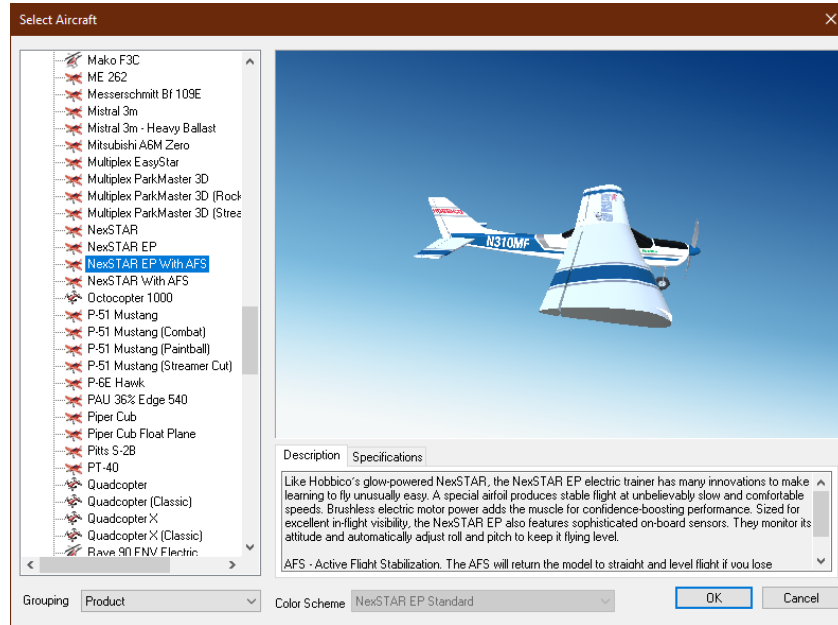 Select Aircraft
Mako F3C
ME 262
Messerschmitt Bf 109E
Mistral 3m
Mistral 3m - Heavy Ballast
Mitsubishi A6M Zero
Multiplex EasyStar
Multiplex ParkMaster 3D
Multiplex ParkMaster 3D (Rock
Multiplex ParkMaster 3D (Strea
NexSTAR
NexSTAR EP
NexSTAR EP With AFS
NexSTAR With AFS
Octocopter 1000
P-51 Mustang
P-51 Mustang (Combat)
P-51 Mustang (Paintball)
P-51 Mustang (Streamer Cut)
P-6E Hawk
PAU 36% Edge 540
Piper Cub
Piper Cub Float Plane
Pitts S-2B
PT-40
Quadcopter
Quadcopter (Classic)
Quadcopter X
Quadcopter X (Classic)
Rave 90 ENV Electric
HOBBICO
N310MF
Description Specifications
Like Hobbico's glow-powered NexSTAR, the NexSTAR EP electric trainer has many innovations to make
learning to fly unusually easy. A special airfoil produces stable flight at unbelievably slow and comfortable
speeds. Brushless electric motor power adds the muscle for confidence-boosting performance. Sized for
excellent in-flight visibility, the NexSTAR EP also features sophisticated on-board sensors. They monitor its
attitude and automatically adjust roll and pitch to keep it flying level.
AFS - Active Flight Stabilization. The AFS will return the model to straight and level flight if you lose
Grouping Product
Color Scheme NexSTAR EP Standard
OK Cancel